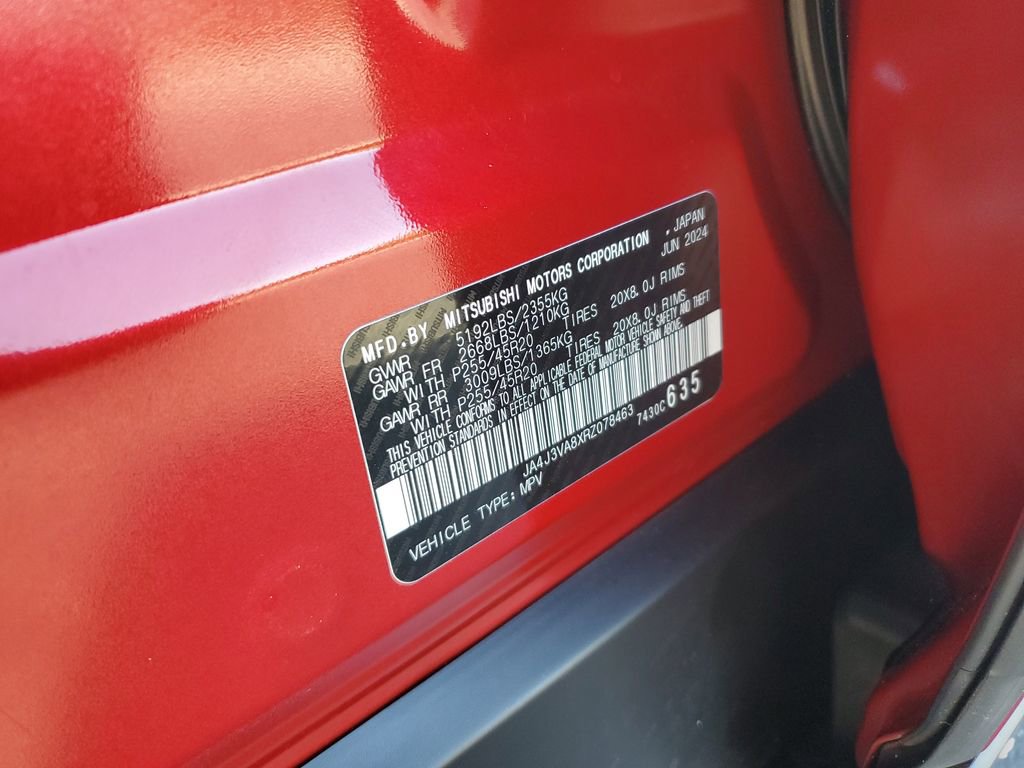 MFD.BY MITSUBISHI MOTORS CORPORATION .JAPAN
GVWR 5192LBS/2355KG JUN 2024
GAWR FR 2668LBS/1210KG
WITH P255/45R20 TIRES 20X8.0J RIMS
GAWR RR 3009LBS/1365KG
WITH P255/45R20 TIRES 20X8.0J RIMS
THIS VEHICLE CONFORMS TO ALL APPLICABLE FEDERAL MOTOR VEHICLE SAFETY AND THEFT
PREVENTION STANDARDS IN EFFECT ON THE DATE OF MANUFACTURE SHOWN ABOVE.
JA4J3VA8XRZ078463 7430C635
VEHICLE TYPE: MPV